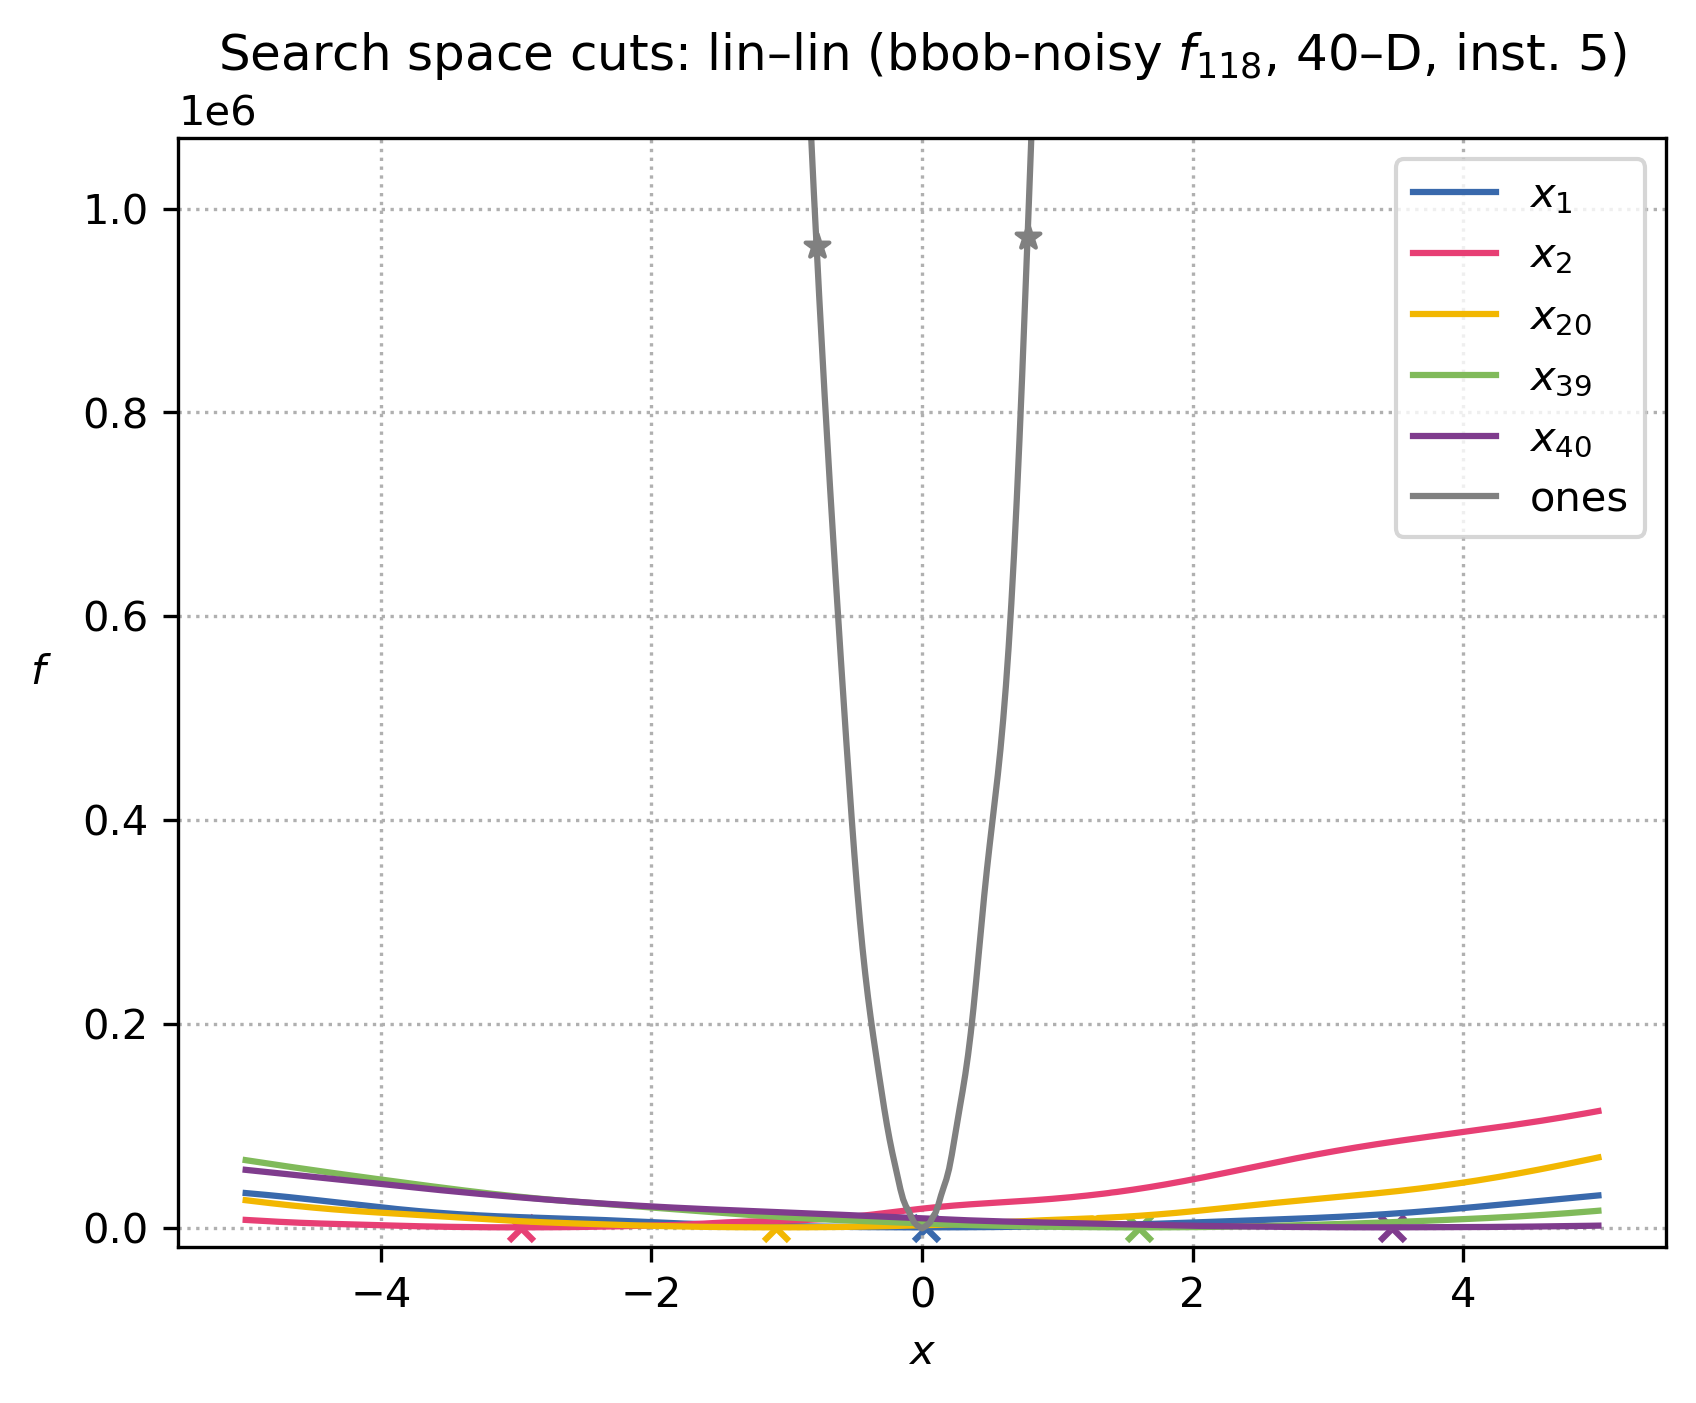 Search space cuts: lin–lin (bbob-noisy f118, 40–D, inst. 5)
1e6
1.0
0.8
0.6
0.4
0.2
0.0
f
−4 −2 0 2 4
x
x1
x2
x20
x39
x40
ones